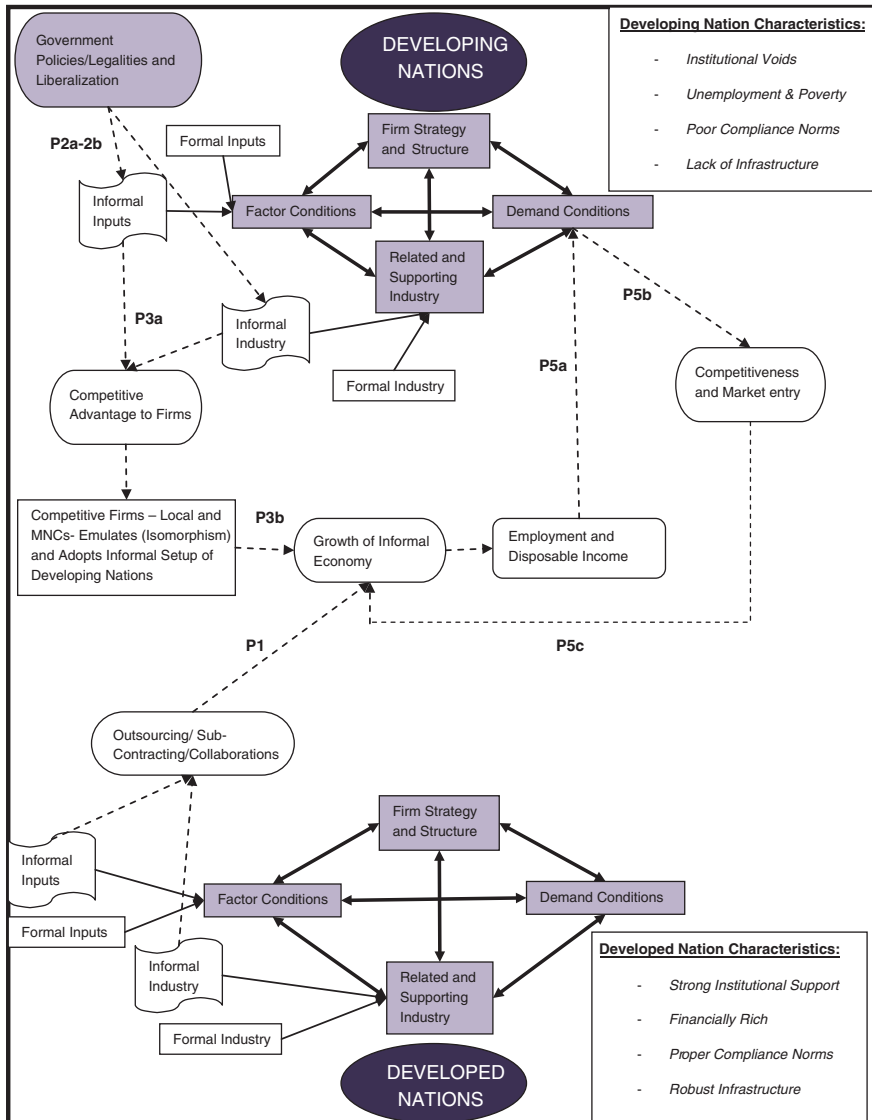 Government
Policies/Legalities and
Liberalization
DEVELOPING
NATIONS
Developing Nation Characteristics:
- Institutional Voids
- Unemployment & Poverty
- Poor Compliance Norms
- Lack of Infrastructure
P2a-2b
Formal Inputs
Firm Strategy
and Structure
Informal
Inputs
Factor Conditions
Demand Conditions
Related and
Supporting
Industry
P3a
Informal
Industry
Formal Industry
P5a
P5b
Competitive
Advantage to Firms
Competitiveness
and Market entry
Competitive Firms – Local and
MNCs- Emulates (Isomorphism)
and Adopts Informal Setup of
Developing Nations
P3b
Growth of Informal
Economy
Employment and
Disposable Income
P1
P5c
Outsourcing/ Sub-
Contracting/Collaborations
Firm Strategy
and Structure
Informal
Inputs
Factor Conditions
Demand Conditions
Formal Inputs
Informal
Industry
Related and
Supporting
Industry
Formal Industry
DEVELOPED
NATIONS
Developed Nation Characteristics:
- Strong Institutional Support
- Financially Rich
- Proper Compliance Norms
- Robust Infrastructure